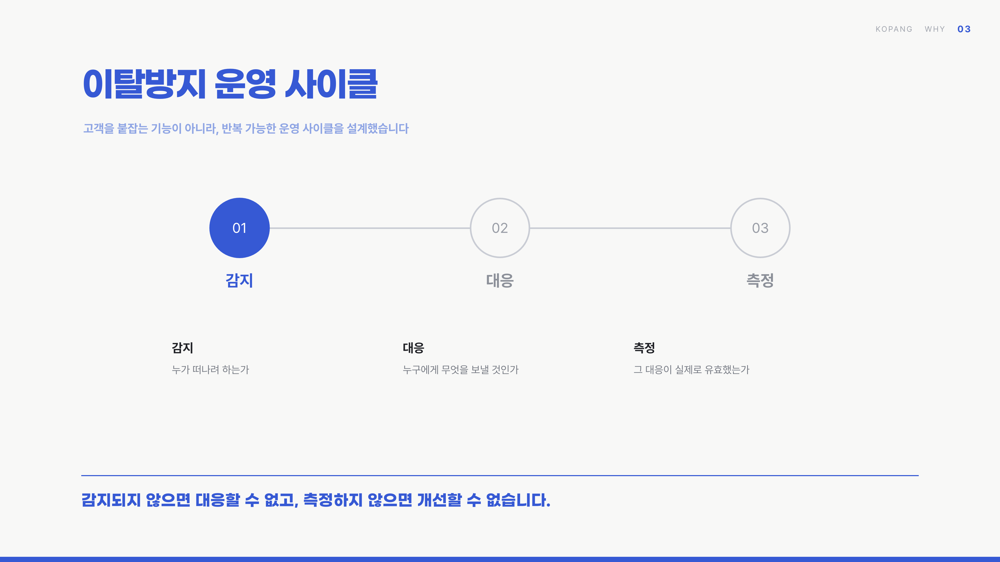 KOPANG WHY 03
이탈방지 운영 사이클
고객을 붙잡는 기능이 아니라, 반복 가능한 운영 사이클을 설계했습니다
01
02
03
감지
대응
측정
감지
누가 떠나려 하는가
대응
누구에게 무엇을 보낼 것인가
측정
그 대응이 실제로 유효했는가
감지되지 않으면 대응할 수 없고, 측정하지 않으면 개선할 수 없습니다.